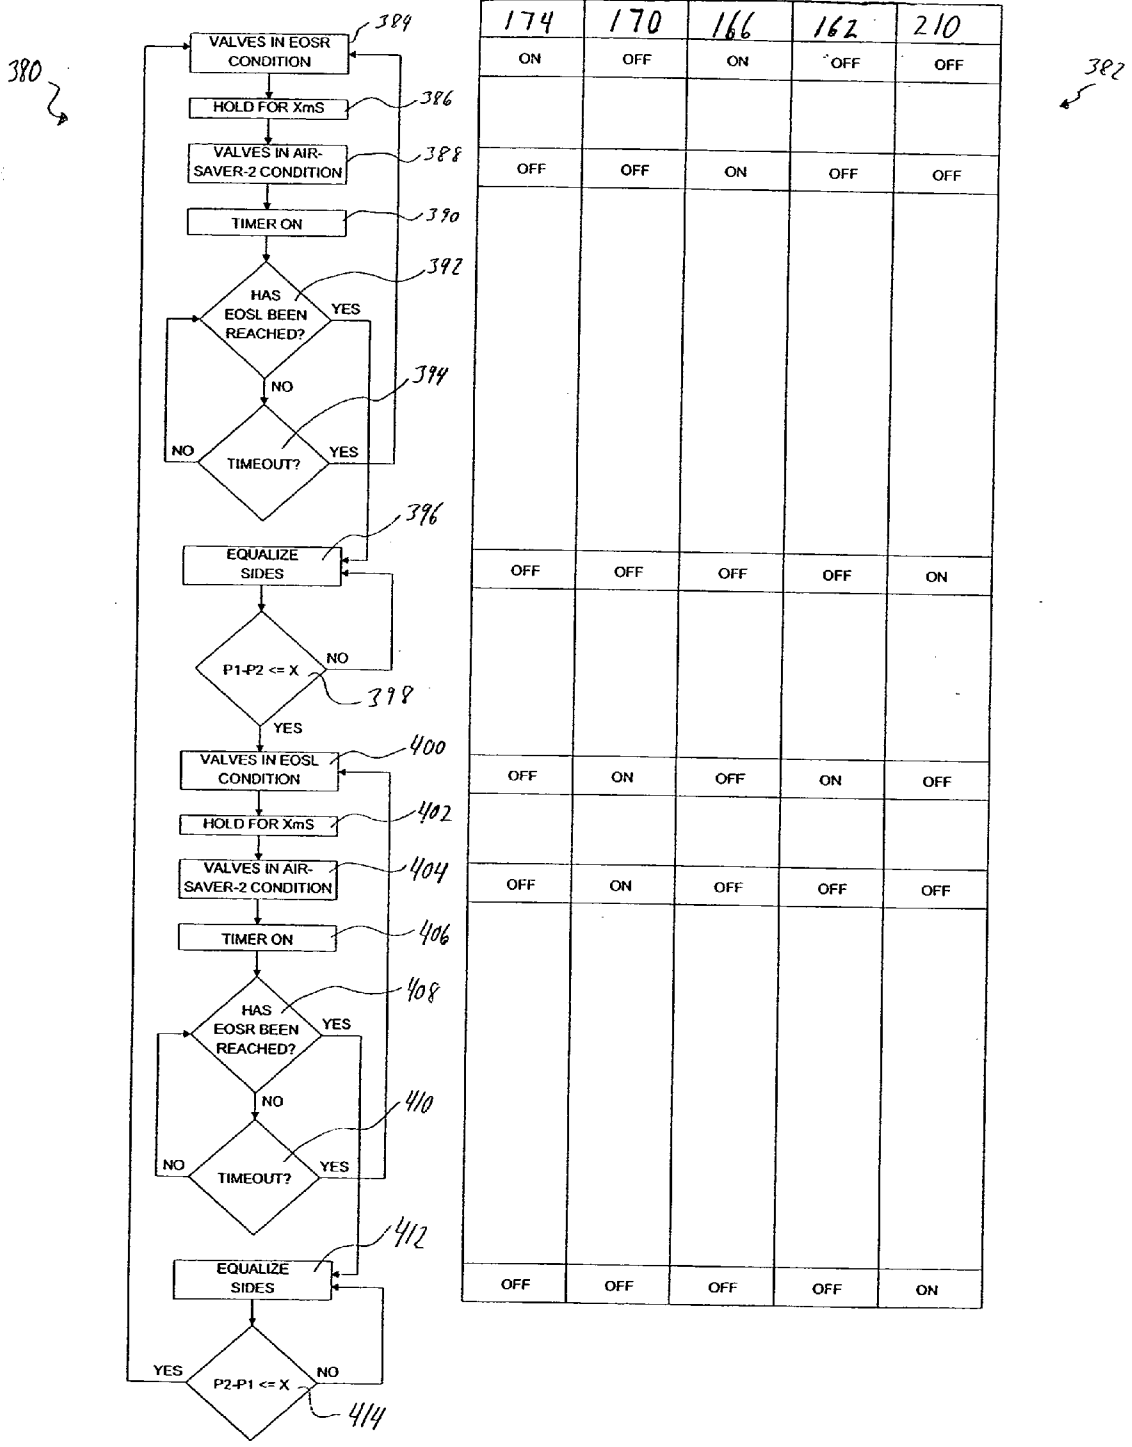 384
174 170 166 162 210
VALVES IN EOSR
CONDITION
ON OFF ON OFF OFF
380
382
386
HOLD FOR XmS
388
VALVES IN AIR-
SAVER-2 CONDITION
OFF OFF ON OFF OFF
390
TIMER ON
392
HAS
EOSL BEEN
REACHED?
YES
NO
394
NO
TIMEOUT?
YES
396
EQUALIZE
SIDES
OFF OFF OFF OFF ON
P1-P2 <= X
NO
398
YES
400
VALVES IN EOSL
CONDITION
OFF ON OFF ON OFF
402
HOLD FOR XmS
404
VALVES IN AIR-
SAVER-2 CONDITION
OFF ON OFF OFF OFF
406
TIMER ON
408
HAS
EOSR BEEN
REACHED?
YES
NO
410
NO
TIMEOUT?
YES
412
EQUALIZE
SIDES
OFF OFF OFF OFF ON
YES
P2-P1 <= X
NO
414